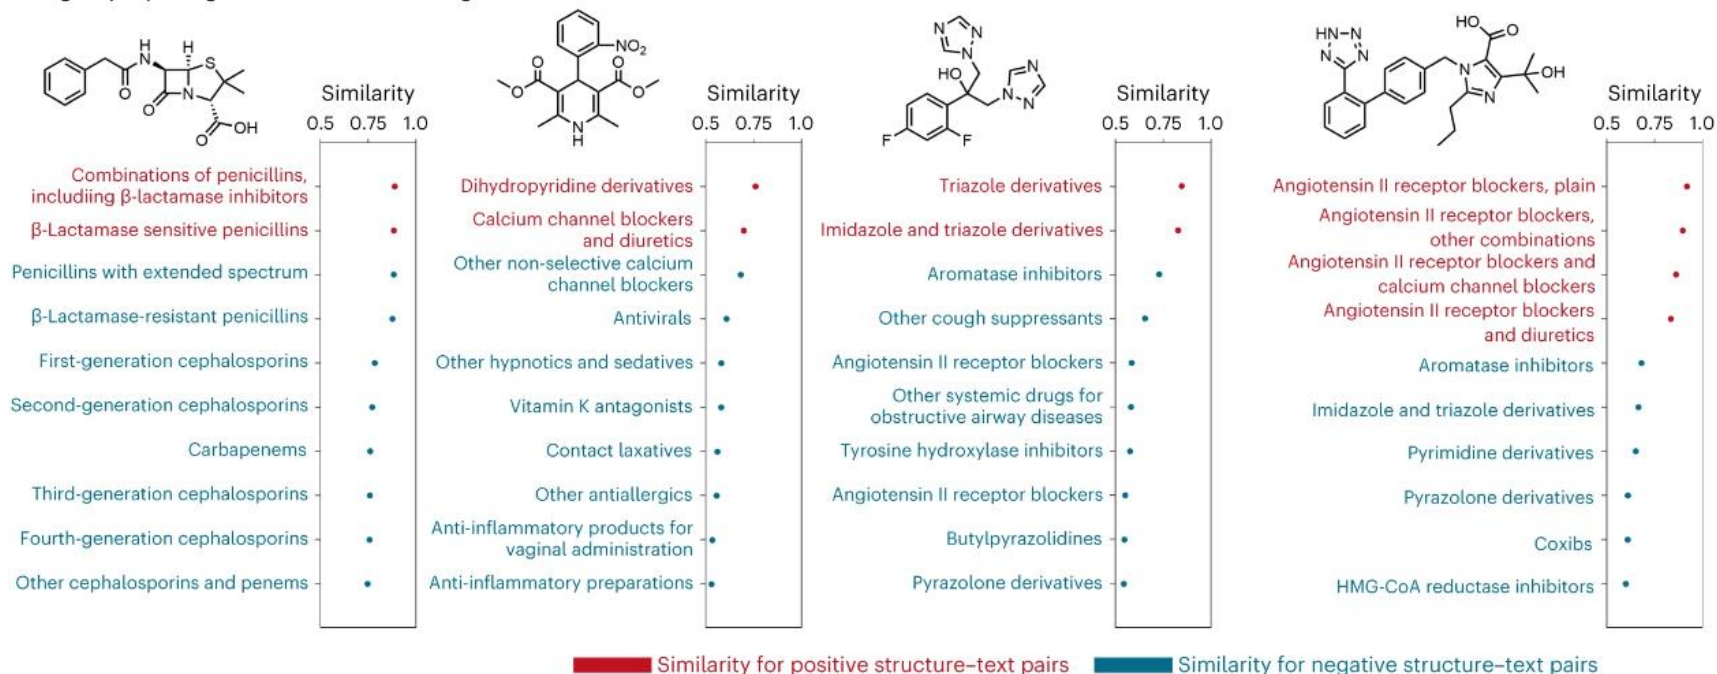 H
H
N
S
O
N
O
O
OH
Similarity
0.5 0.75 1.0
Combinations of penicillins,
includiing β-lactamase inhibitors
β-Lactamase sensitive penicillins
Penicillins with extended spectrum
β-Lactamase-resistant penicillins
First-generation cephalosporins
Second-generation cephalosporins
Carbapenems
Third-generation cephalosporins
Fourth-generation cephalosporins
Other cephalosporins and penems
NO2
O
O
O
O
N
H
Similarity
0.5 0.75 1.0
Dihydropyridine derivatives
Calcium channel blockers
and diuretics
Other non-selective calcium
channel blockers
Antivirals
Other hypnotics and sedatives
Vitamin K antagonists
Contact laxatives
Other antiallergics
Anti-inflammatory products for
vaginal administration
Anti-inflammatory preparations
N
N
N
HO
N
N
N
F
F
Similarity
0.5 0.75 1.0
Triazole derivatives
Imidazole and triazole derivatives
Aromatase inhibitors
Other cough suppressants
Angiotensin II receptor blockers
Other systemic drugs for
obstructive airway diseases
Tyrosine hydroxylase inhibitors
Angiotensin II receptor blockers
Butylpyrazolidines
Pyrazolone derivatives
HN-N
N
N
HO
O
N
OH
N
Similarity
0.5 0.75 1.0
Angiotensin II receptor blockers, plain
Angiotensin II receptor blockers,
other combinations
Angiotensin II receptor blockers and
calcium channel blockers
Angiotensin II receptor blockers
and diuretics
Aromatase inhibitors
Imidazole and triazole derivatives
Pyrimidine derivatives
Pyrazolone derivatives
Coxibs
HMG-CoA reductase inhibitors
Similarity for positive structure–text pairs
Similarity for negative structure–text pairs